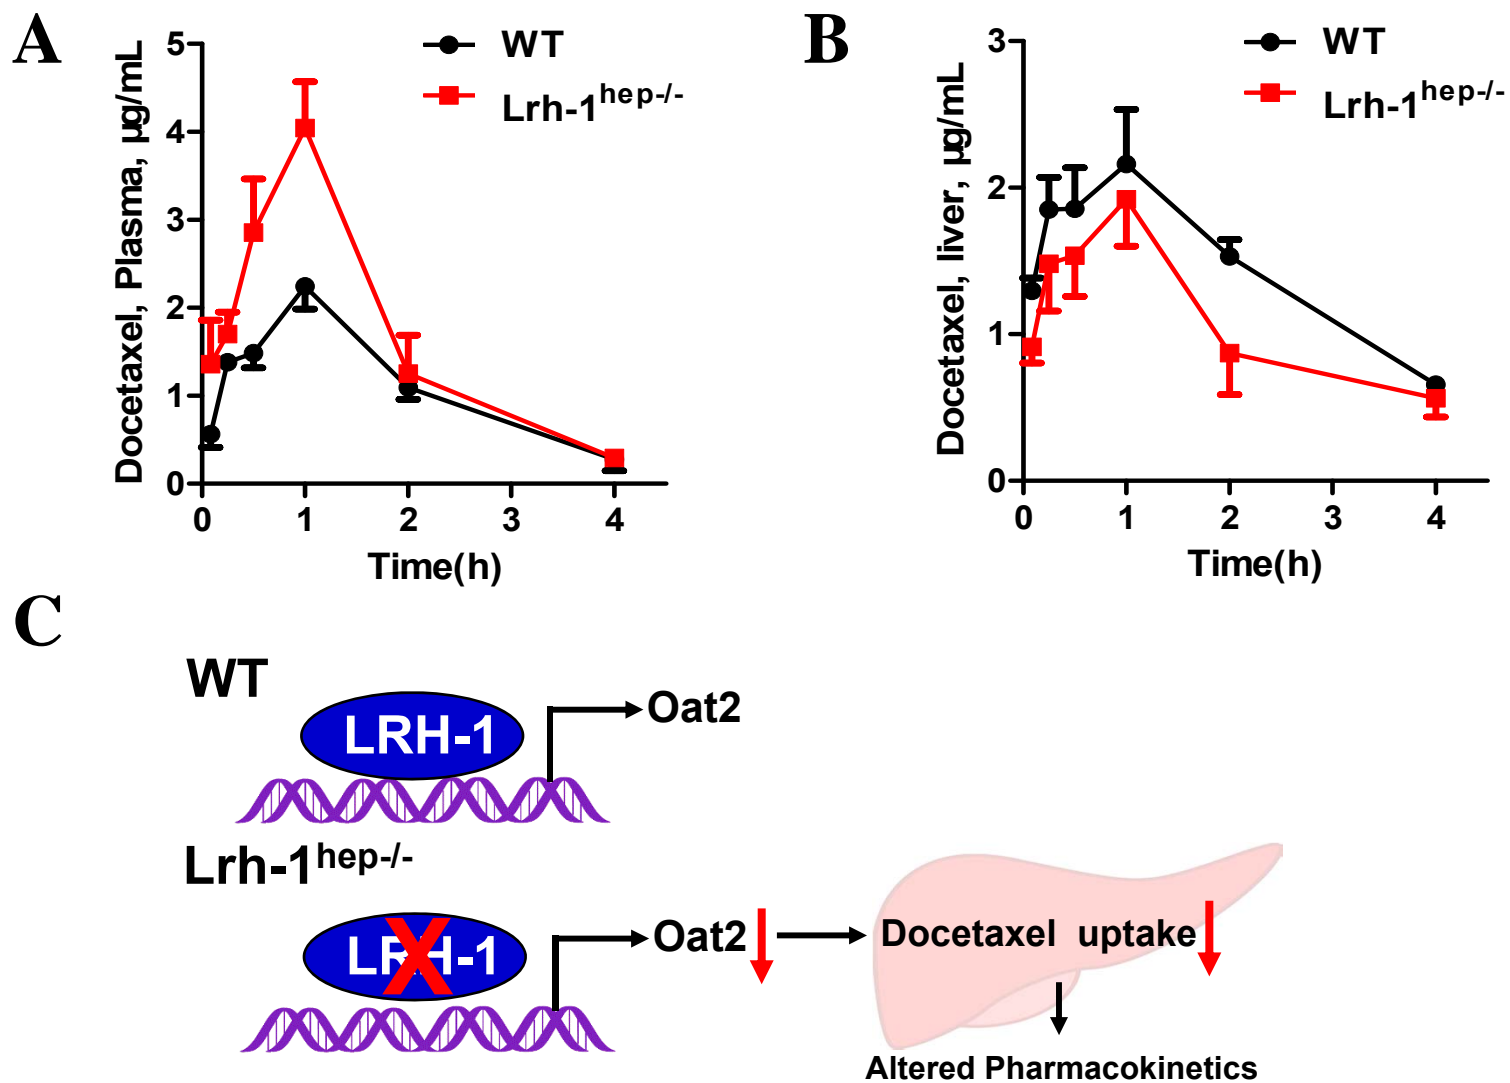 A
Docetaxel, Plasma, µg/mL
5
4
3
2
1
0
0 1 2 3 4
Time(h)
WT
Lrh-1hep-/-
B
Docetaxel, liver, µg/mL
3
2
1
0
0 1 2 3 4
Time(h)
WT
Lrh-1hep-/-
C
WT
LRH-1
Oat2
Lrh-1hep-/-
LRH-1
X
Oat2
Docetaxel uptake
Altered Pharmacokinetics